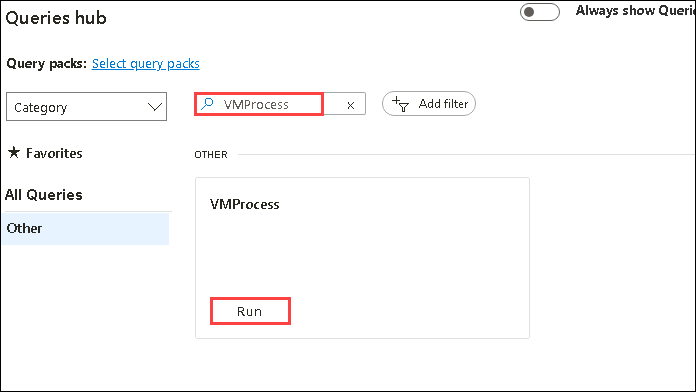 Queries hub
Always show Querie
Query packs: Select query packs
Category
VMProcess
x
Add filter
Favorites
OTHER
All Queries
VMProcess
Other
Run